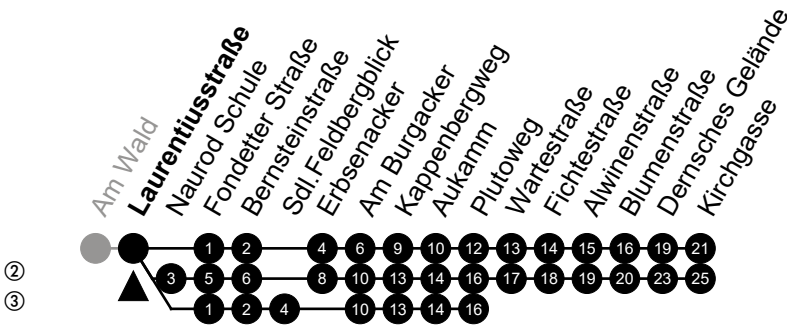 Am Wald
Laurentiusstraße
Naurod Schule
Fondetter Straße
Bernsteinstraße
Sdl. Feldbergblick
Erbsenacker
Am Burgacker
Kappenbergweg
Aukamm
Plutoweg
Wartestraße
Fichtestraße
Alwinenstraße
Blumenstraße
Dernsches Gelände
Kirchgasse
1 2 4 6 9 10 12 13 14 15 16 19 21
② 3 5 6 8 10 13 14 16 17 18 19 20 23 25
③ 1 2 4 10 13 14 16